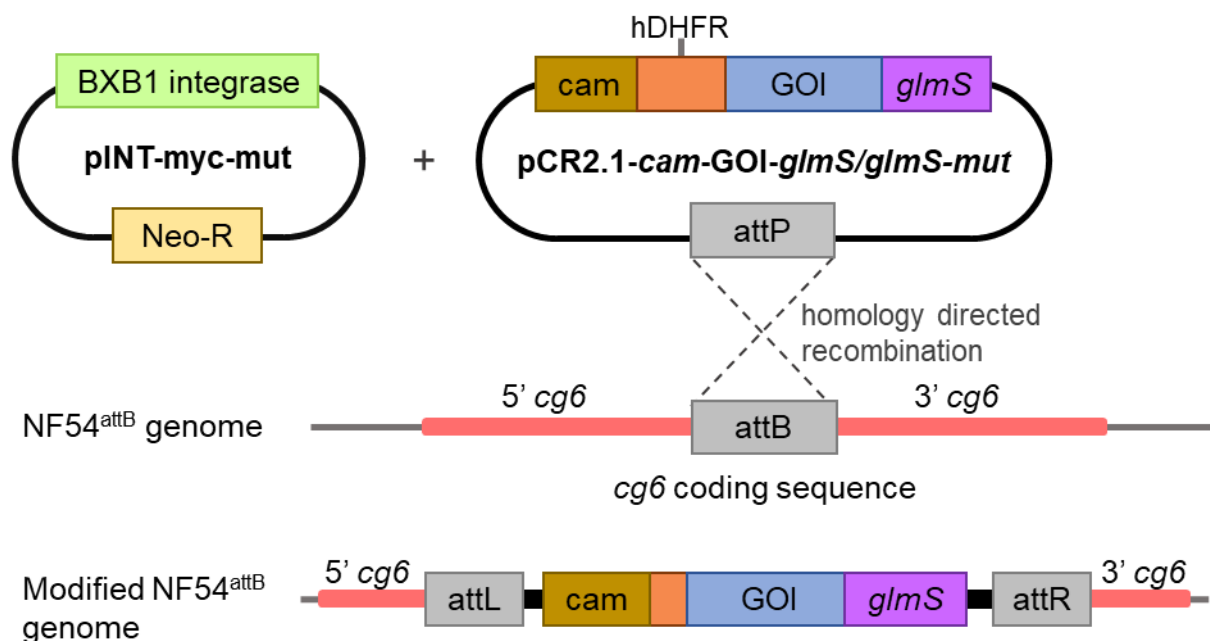 hDHFR
BXB1 integrase
cam GOI glmS
pINT-myc-mut
+
pCR2.1-cam-GOI-glmS/glmS-mut
Neo-R
attP
homology directed
recombination
5’ cg6
3’ cg6
NF54attB genome
attB
cg6 coding sequence
Modified NF54attB
genome
5’ cg6
3’ cg6
attL cam GOI glmS attR